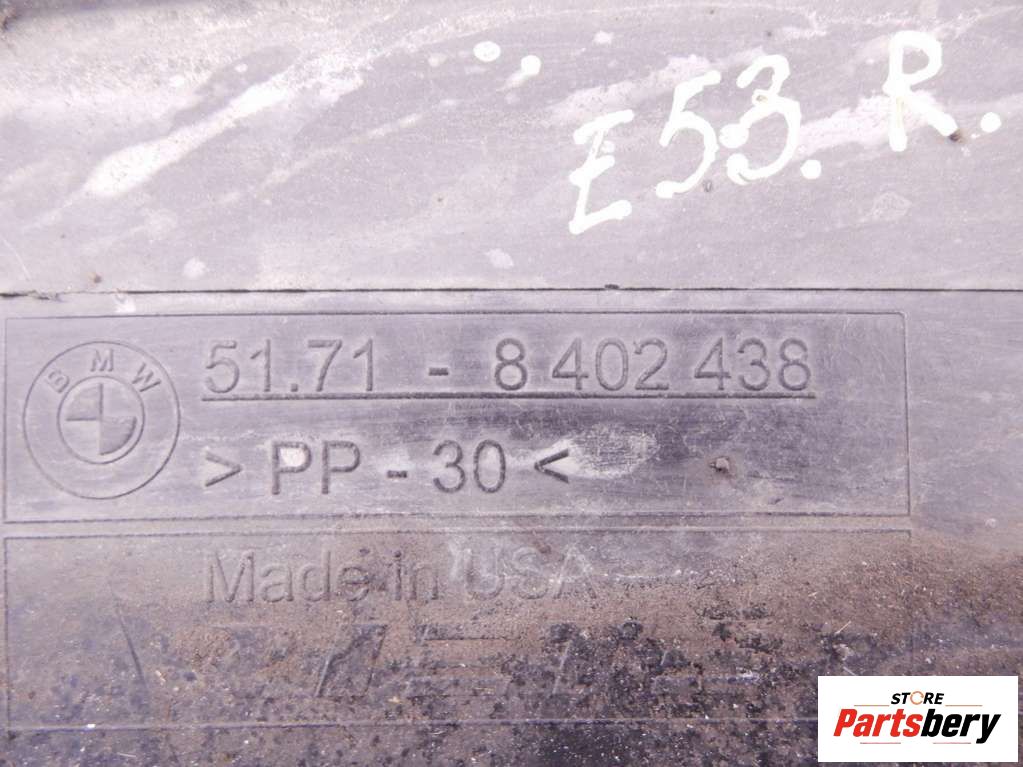 E53. R.
BMW
51.71 - 8 402 438
> PP - 30 <
Made in USA
STORE
Partsbery